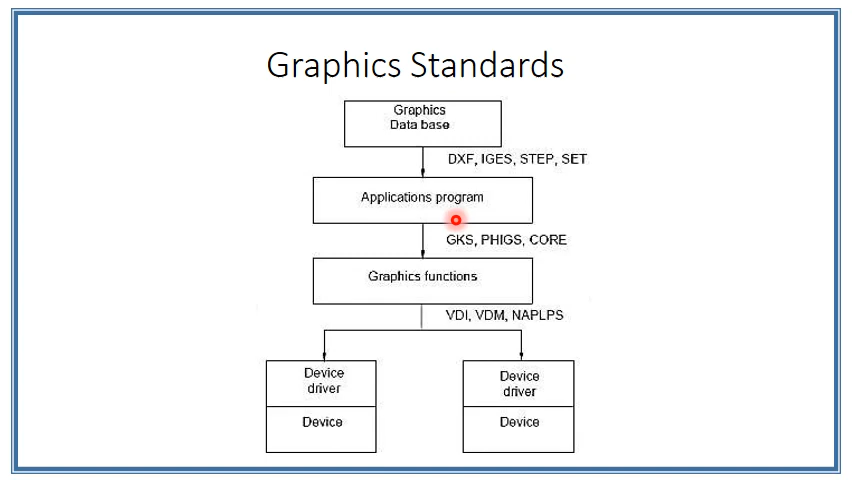 Graphics Standards
Graphics
Data base
DXF, IGES, STEP, SET
Applications program
GKS, PHIGS, CORE
Graphics functions
VDI, VDM, NAPLPS
Device
driver
Device
Device
driver
Device